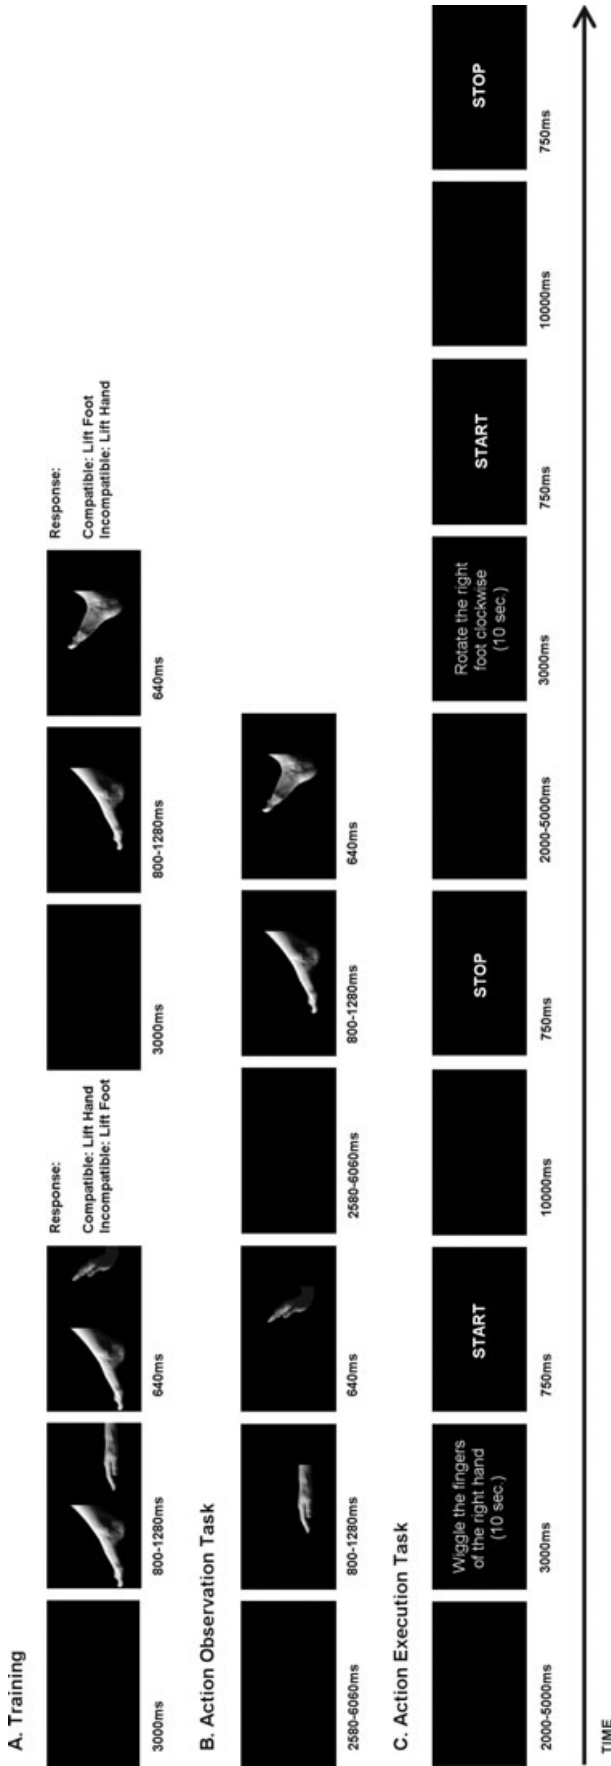 A. Training
3000ms
800-1280ms
640ms
Response:
Compatible: Lift Hand
Incompatible: Lift Foot
3000ms
800-1280ms
640ms
Response:
Compatible: Lift Foot
Incompatible: Lift Hand
B. Action Observation Task
2580-6060ms
800-1280ms
640ms
2580-6060ms
800-1280ms
640ms
C. Action Execution Task
Wiggle the fingers
of the right hand
(10 sec.)
START
STOP
Rotate the right
foot clockwise
(10 sec.)
START
STOP
2000-5000ms
3000ms
750ms
10000ms
750ms
2000-5000ms
3000ms
750ms
10000ms
750ms
TIME